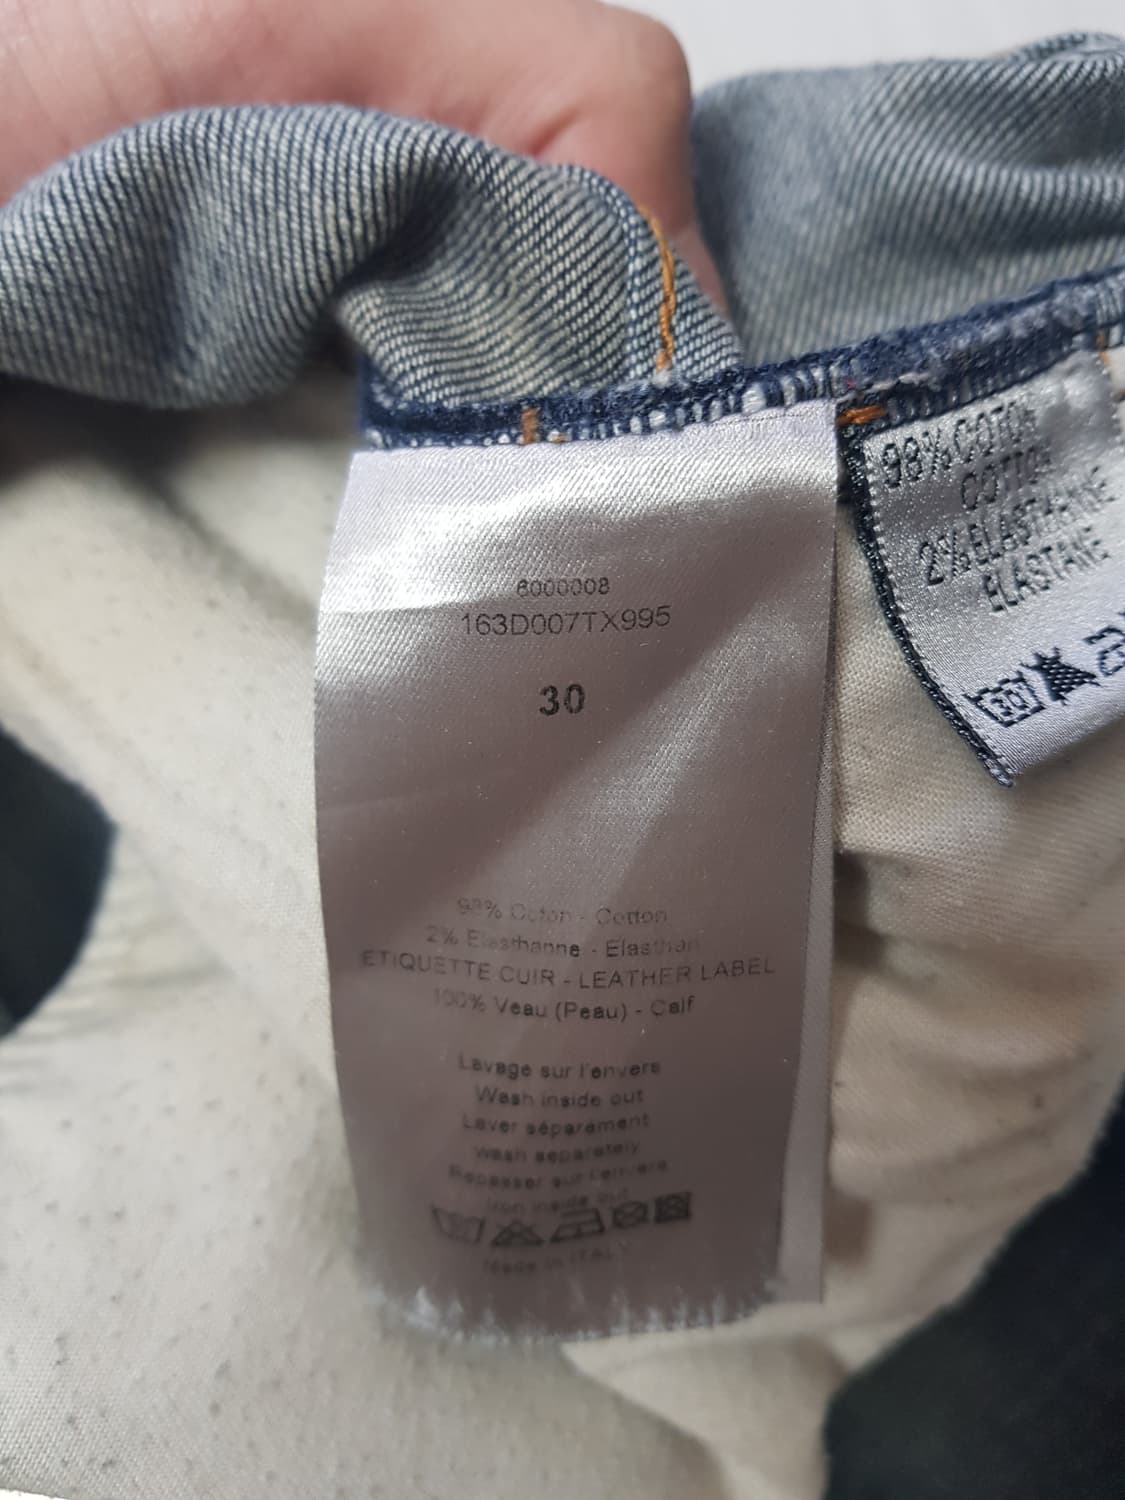 6000008
163D007TX995
30
98% Coton - Cotton
2% Elasthanne - Elasthan
ETIQUETTE CUIR - LEATHER LABEL
100% Veau (Peau) - Calf
Lavage sur l'envers
Wash inside out
Laver séparément
wash separately
Repasser sur l'envers
Iron inside out
Made in ITALY
98% COTON
COTTON
2% ELASTHANNE
ELASTANE
30